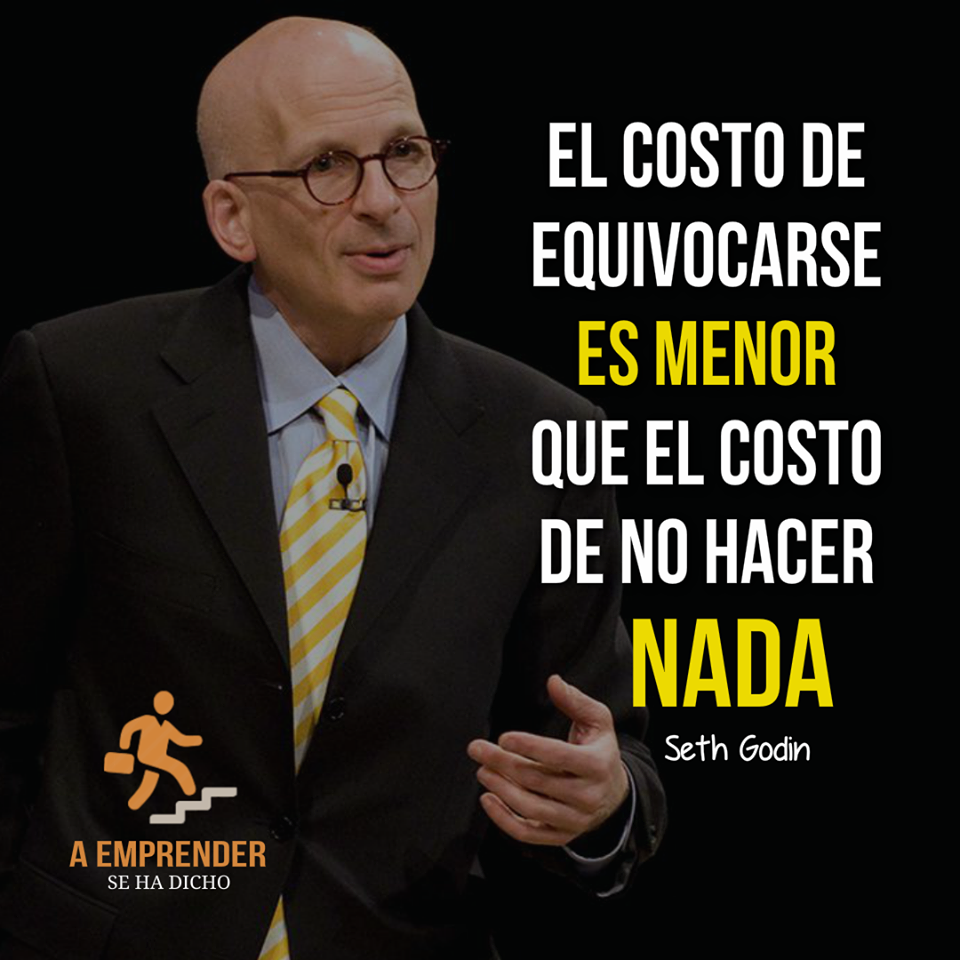 EL COSTO DE
EQUIVOCARSE
ES MENOR
QUE EL COSTO
DE NO HACER
NADA
Seth Godin
A EMPRENDER
SE HA DICHO